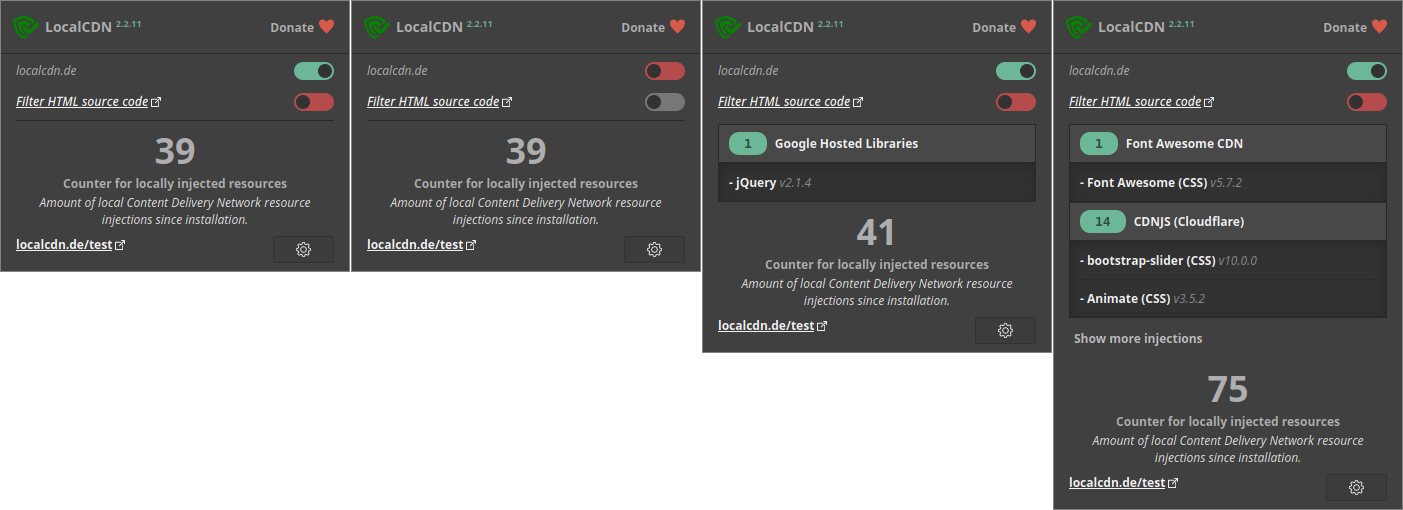 LocalCDN 2.2.11
Donate
localcdn.de
Filter HTML source code
39
Counter for locally injected resources
Amount of local Content Delivery Network resource
injections since installation.
localcdn.de/test
LocalCDN 2.2.11
Donate
localcdn.de
Filter HTML source code
39
Counter for locally injected resources
Amount of local Content Delivery Network resource
injections since installation.
localcdn.de/test
LocalCDN 2.2.11
Donate
localcdn.de
Filter HTML source code
1 Google Hosted Libraries
- jQuery v2.1.4
41
Counter for locally injected resources
Amount of local Content Delivery Network resource
injections since installation.
localcdn.de/test
LocalCDN 2.2.11
Donate
localcdn.de
Filter HTML source code
1 Font Awesome CDN
- Font Awesome (CSS) v5.7.2
14 CDNJS (Cloudflare)
- bootstrap-slider (CSS) v10.0.0
- Animate (CSS) v3.5.2
Show more injections
75
Counter for locally injected resources
Amount of local Content Delivery Network resource
injections since installation.
localcdn.de/test